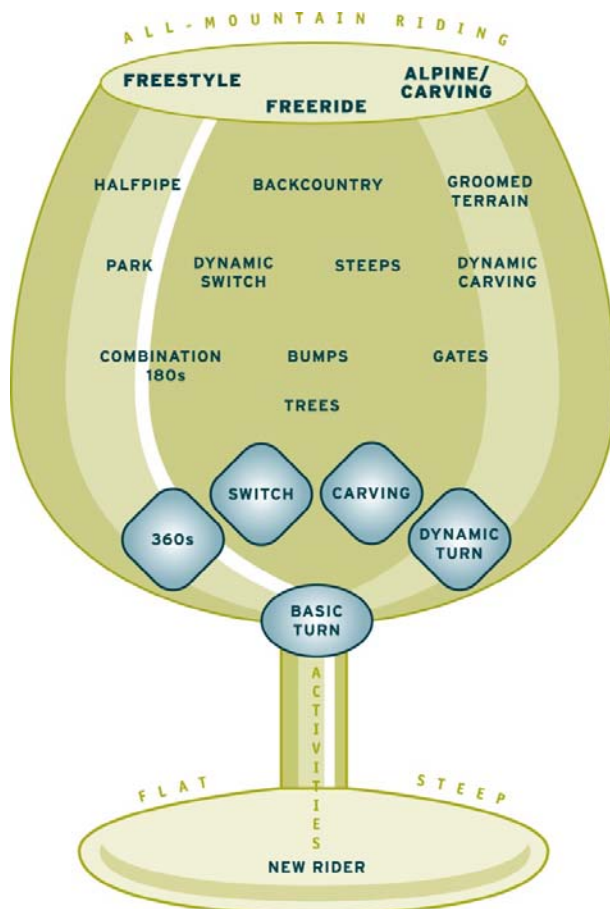 ALL-MOUNTAIN RIDING
FREESTYLE
ALPINE/
CARVING
FREERIDE
HALFPIPE
BACKCOUNTRY
GROOMED
TERRAIN
PARK
DYNAMIC
SWITCH
STEEPS
DYNAMIC
CARVING
COMBINATION
180s
BUMPS
GATES
TREES
SWITCH
CARVING
360s
DYNAMIC
TURN
BASIC
TURN
ACTIVITIES
FLAT
STEEP
NEW RIDER